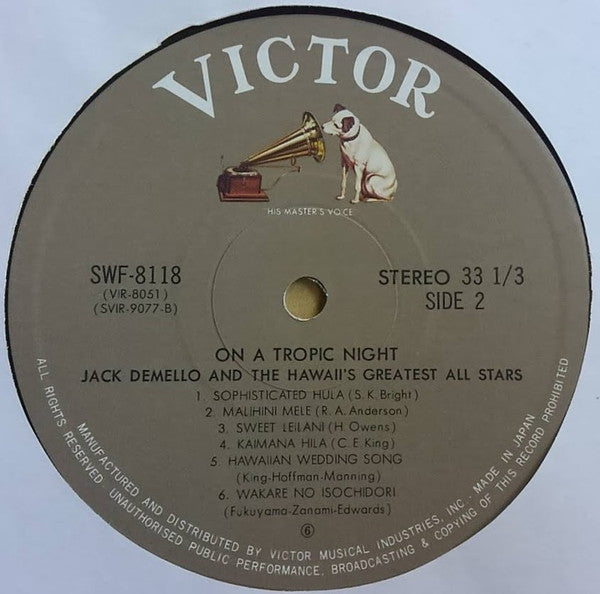 VICTOR
HIS MASTER'S VOICE
SWF-8118
(VIR-8051)
(SVIR-9077-B)
STEREO 33 1/3
SIDE 2
ON A TROPIC NIGHT
JACK DEMELLO AND THE HAWAII'S GREATEST ALL STARS
1. SOPHISTICATED HULA (S. K. Bright)
2. MALIHINI MELE (R. A. Anderson)
3. SWEET LEILANI (H. Owens)
4. KAIMANA HILA (C. E. King)
5. HAWAIIAN WEDDING SONG
(King-Hoffman-Manning)
6. WAKARE NO ISOCHIDORI
(Fukuyama-Zanami-Edwards)
6
MANUFACTURED AND DISTRIBUTED BY VICTOR MUSICAL INDUSTRIES, INC. • MADE IN JAPAN
ALL RIGHTS RESERVED. UNAUTHORISED PUBLIC PERFORMANCE, BROADCASTING & COPYING OF THIS RECORD PROHIBITED